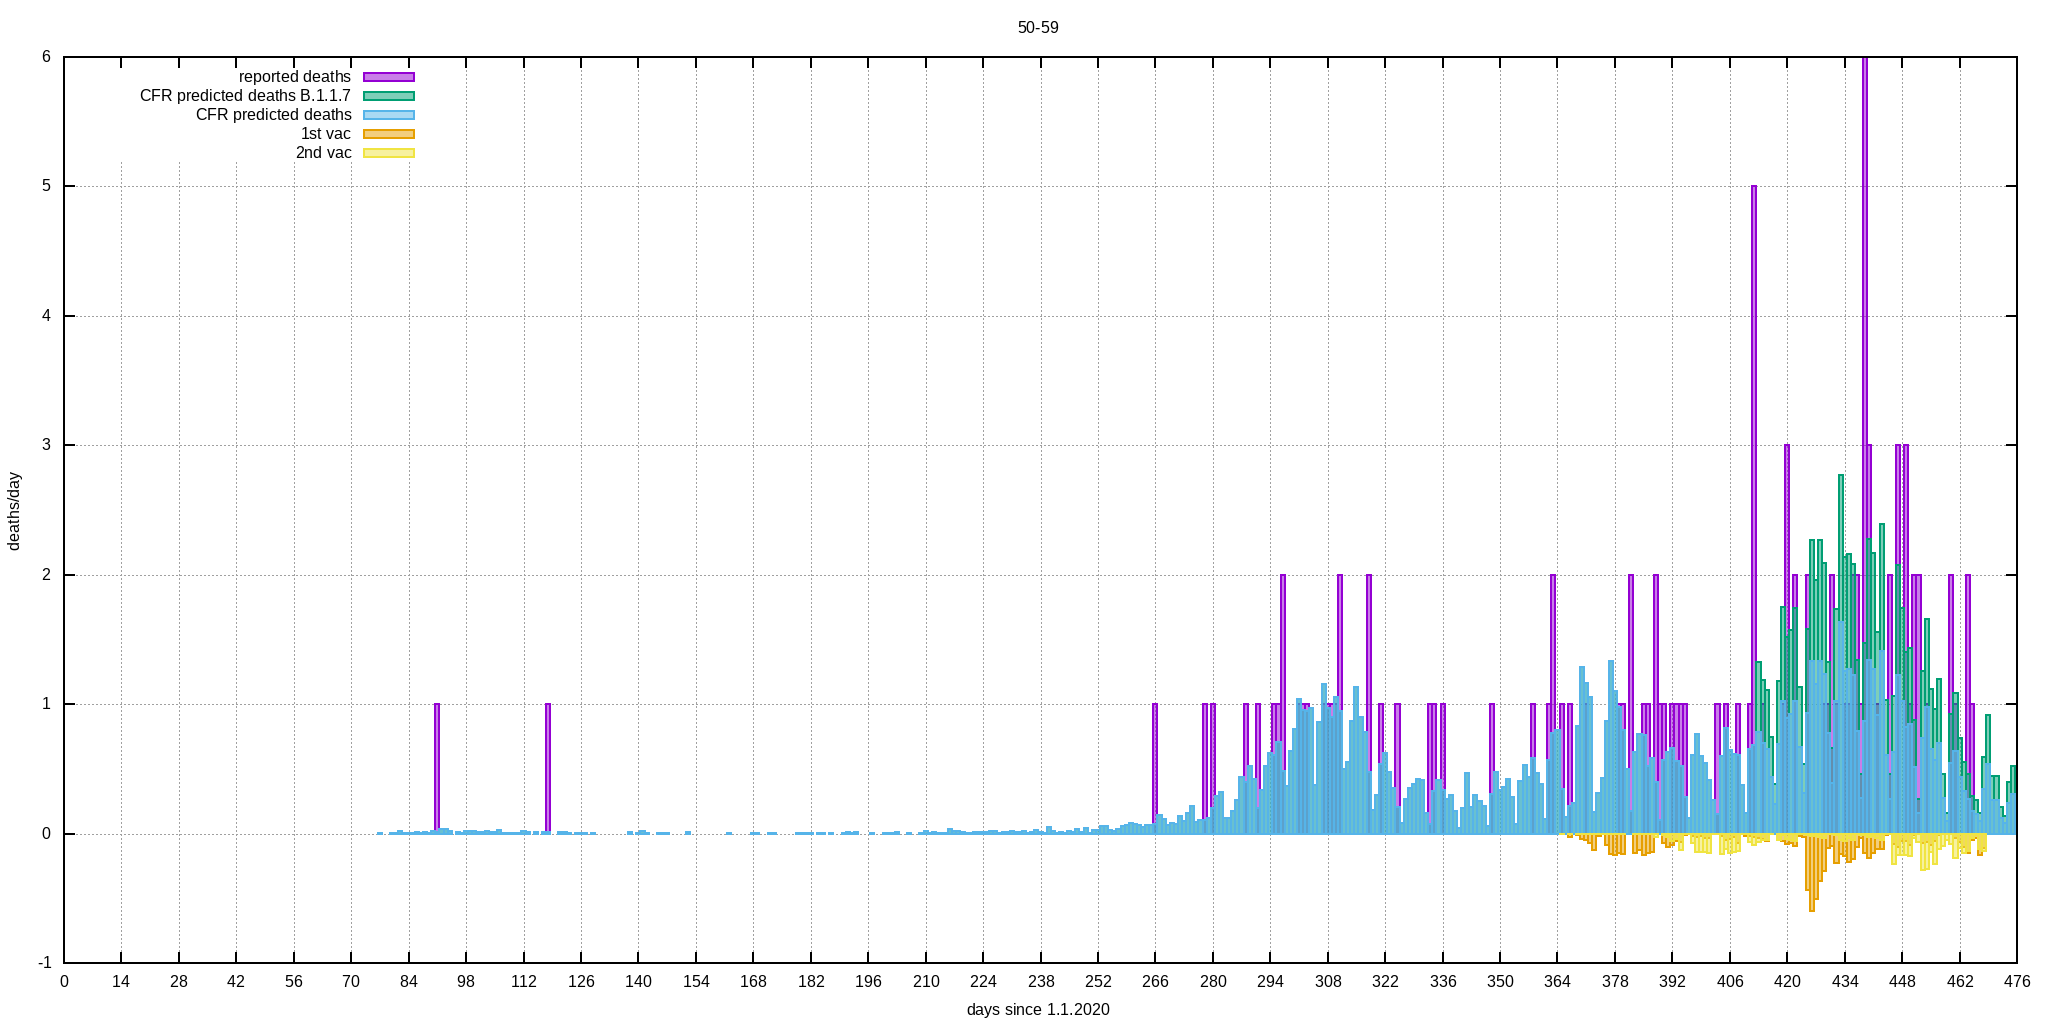 50-59
reported deaths
CFR predicted deaths B.1.1.7
CFR predicted deaths
1st vac
2nd vac
deaths/day
6
5
4
3
2
1
0
-1
0 14 28 42 56 70 84 98 112 126 140 154 168 182 196 210 224 238 252 266 280 294 308 322 336 350 364 378 392 406 420 434 448 462 476
days since 1.1.2020